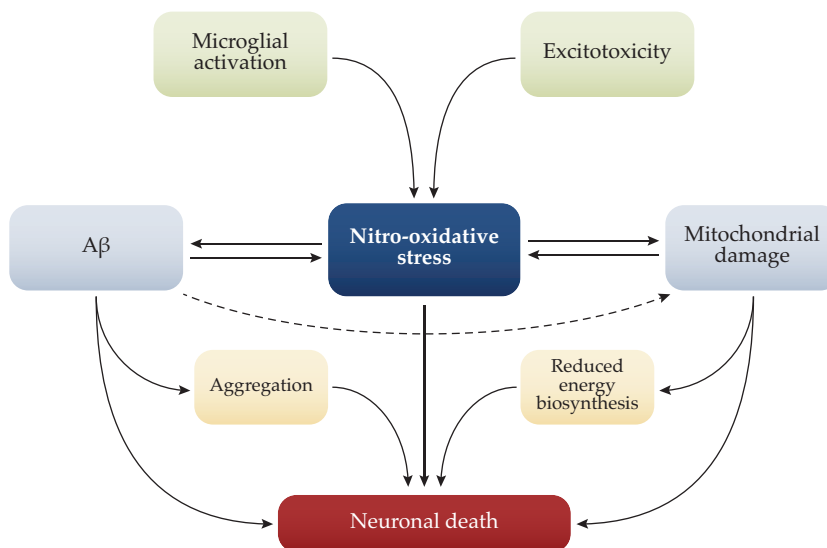 Microglial
activation
Excitotoxicity
Aβ
Nitro-oxidative
stress
Mitochondrial
damage
Aggregation
Reduced
energy
biosynthesis
Neuronal death